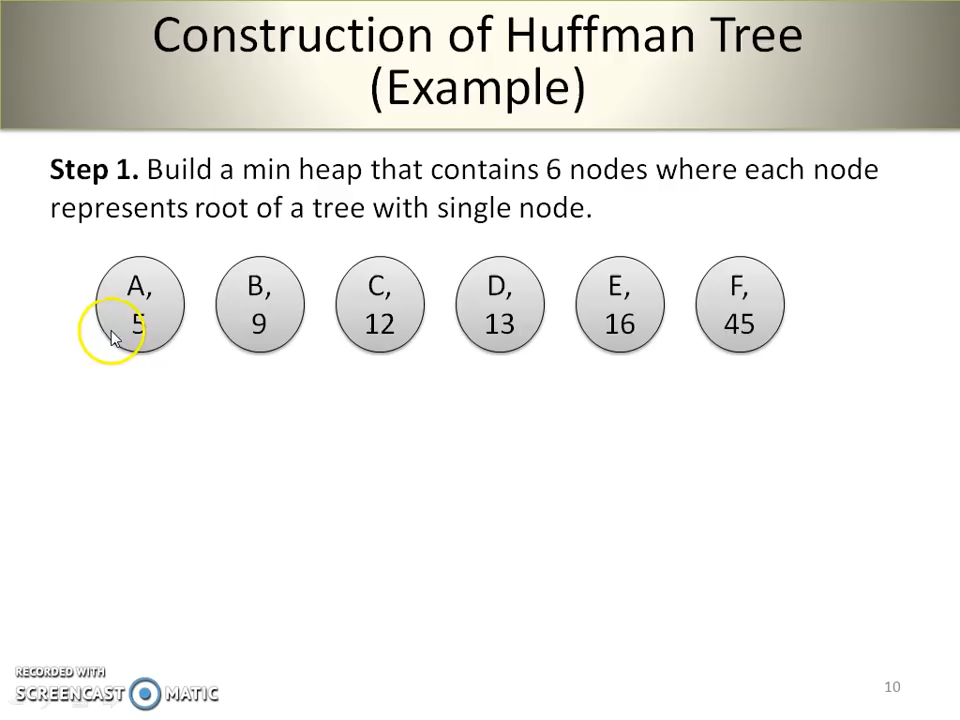 Construction of Huffman Tree
(Example)
Step 1. Build a min heap that contains 6 nodes where each node
represents root of a tree with single node.
A, B, C, D, E, F,
5 9 12 13 16 45
RECORDED WITH
SCREENCAST MATIC
10